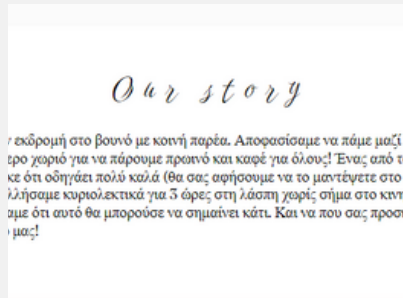 Our story
εκδρομή στο βουνό με κοινή παρέα. Αποφασίσαμε να πάμε μαζί
χωριό για να πάρουμε πρωινό και καφέ για όλους! Ένας από
ότι οδηγάει πολύ καλά (θα σας αφήσουμε να το μαντέψετε στο
κυριολεκτικά για 3 ώρες στη λάσπη χωρίς σήμα στο
ότι αυτό θα μπορούσε να σημαίνει κάτι. Και να που σας
μας!